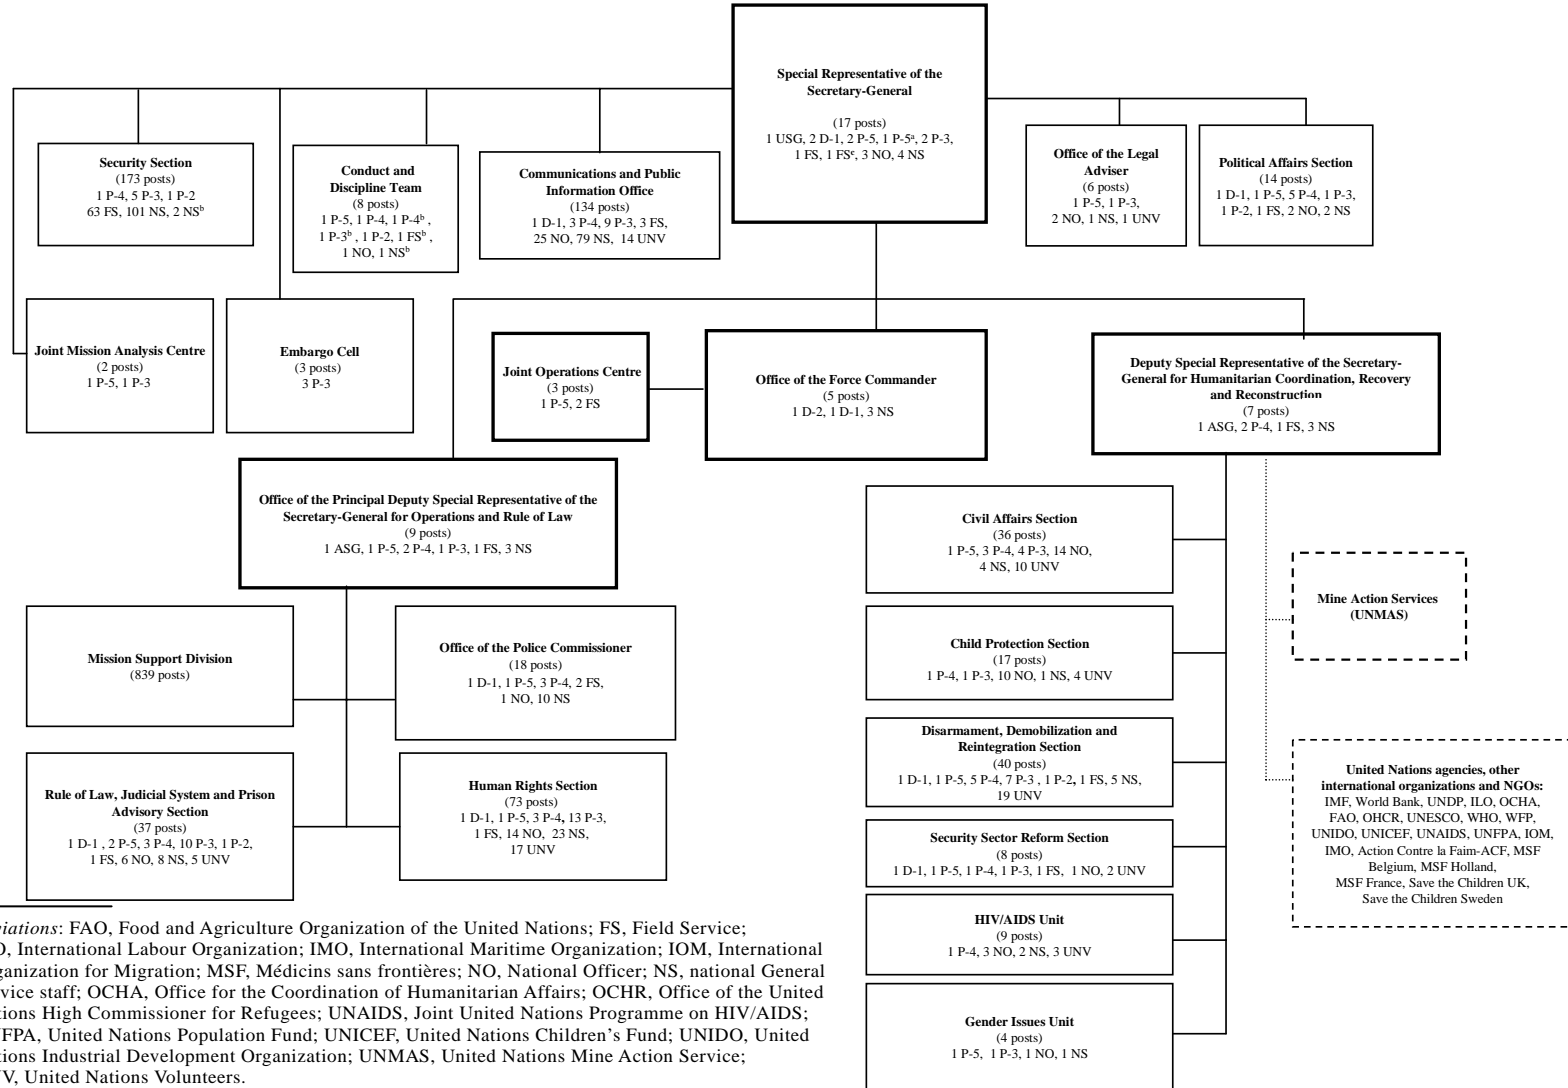 Special Representative of the
Secretary-General
(17 posts)
1 USG, 2 D-1, 2 P-5, 1 P-5ᵃ, 2 P-3,
1 FS, 1 FSᶜ, 3 NO, 4 NS
Security Section
(173 posts)
1 P-4, 5 P-3, 1 P-2
63 FS, 101 NS, 2 NSᵇ
Conduct and
Discipline Team
(8 posts)
1 P-5, 1 P-4, 1 P-4ᵇ ,
1 P-3ᵇ , 1 P-2, 1 FSᵇ ,
1 NO, 1 NSᵇ
Communications and Public
Information Office
(134 posts)
1 D-1, 3 P-4, 9 P-3, 3 FS,
25 NO, 79 NS, 14 UNV
Office of the Legal
Adviser
(6 posts)
1 P-5, 1 P-3,
2 NO, 1 NS, 1 UNV
Political Affairs Section
(14 posts)
1 D-1, 1 P-5, 5 P-4, 1 P-3,
1 P-2, 1 FS, 2 NO, 2 NS
Joint Mission Analysis Centre
(2 posts)
1 P-5, 1 P-3
Embargo Cell
(3 posts)
3 P-3
Joint Operations Centre
(3 posts)
1 P-5, 2 FS
Office of the Force Commander
(5 posts)
1 D-2, 1 D-1, 3 NS
Deputy Special Representative of the Secretary-
General for Humanitarian Coordination, Recovery
and Reconstruction
(7 posts)
1 ASG, 2 P-4, 1 FS, 3 NS
Office of the Principal Deputy Special Representative of the
Secretary-General for Operations and Rule of Law
(9 posts)
1 ASG, 1 P-5, 2 P-4, 1 P-3, 1 FS, 3 NS
Mission Support Division
(839 posts)
Office of the Police Commissioner
(18 posts)
1 D-1, 1 P-5, 3 P-4, 2 FS,
1 NO, 10 NS
Rule of Law, Judicial System and Prison
Advisory Section
(37 posts)
1 D-1 , 2 P-5, 3 P-4, 10 P-3, 1 P-2,
1 FS, 6 NO, 8 NS, 5 UNV
Human Rights Section
(73 posts)
1 D-1, 1 P-5, 3 P-4, 13 P-3,
1 FS, 14 NO, 23 NS,
17 UNV
Civil Affairs Section
(36 posts)
1 P-5, 3 P-4, 4 P-3, 14 NO,
4 NS, 10 UNV
Child Protection Section
(17 posts)
1 P-4, 1 P-3, 10 NO, 1 NS, 4 UNV
Disarmament, Demobilization and
Reintegration Section
(40 posts)
1 D-1, 1 P-5, 5 P-4, 7 P-3 , 1 P-2, 1 FS, 5 NS,
19 UNV
Security Sector Reform Section
(8 posts)
1 D-1, 1 P-5, 1 P-4, 1 P-3, 1 FS, 1 NO, 2 UNV
HIV/AIDS Unit
(9 posts)
1 P-4, 3 NO, 2 NS, 3 UNV
Gender Issues Unit
(4 posts)
1 P-5, 1 P-3, 1 NO, 1 NS
Mine Action Services
(UNMAS)
United Nations agencies, other
international organizations and NGOs:
IMF, World Bank, UNDP, ILO, OCHA,
FAO, OHCR, UNESCO, WHO, WFP,
UNIDO, UNICEF, UNAIDS, UNFPA, IOM,
IMO, Action Contre la Faim-ACF, MSF
Belgium, MSF Holland,
MSF France, Save the Children UK,
Save the Children Sweden
viations: FAO, Food and Agriculture Organization of the United Nations; FS, Field Service;
O, International Labour Organization; IMO, International Maritime Organization; IOM, International
ganization for Migration; MSF, Médicins sans frontières; NO, National Officer; NS, national General
vice staff; OCHA, Office for the Coordination of Humanitarian Affairs; OCHR, Office of the United
tions High Commissioner for Refugees; UNAIDS, Joint United Nations Programme on HIV/AIDS;
NFPA, United Nations Population Fund; UNICEF, United Nations Children's Fund; UNIDO, United
tions Industrial Development Organization; UNMAS, United Nations Mine Action Service;
V, United Nations Volunteers.